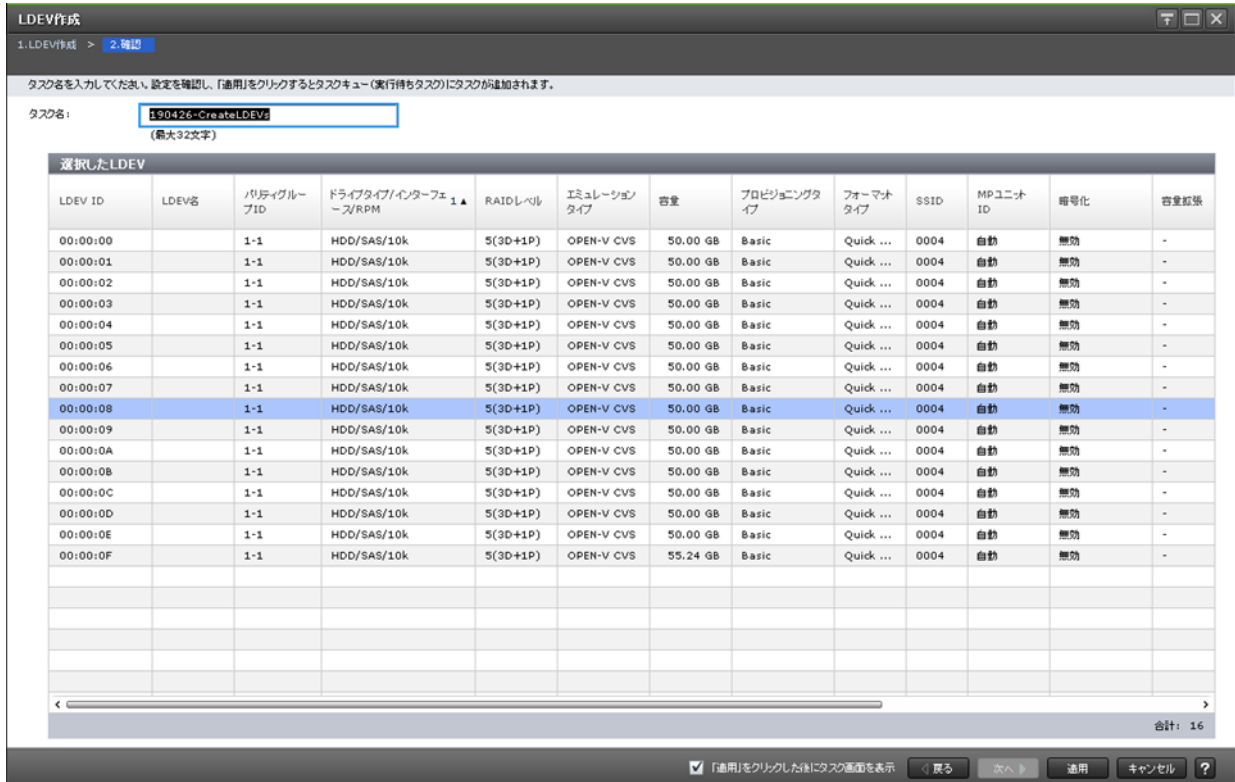 LDEV作成
1.LDEV作成 > 2.確認
タスク名を入力してください。設定を確認し、「適用」をクリックするとタスクキュー(実行待ちタスク)にタスクが追加されます。
タスク名: 190426-CreateLDEVs
(最大32文字)
選択したLDEV
LDEV ID LDEV名 パリティグループID ドライブタイプ/インターフェース/RPM 1▲ RAIDレベル エミュレーションタイプ 容量 プロビジョニングタイプ フォーマットタイプ SSID MPユニットID 暗号化 容量拡張
00:00:00 1-1 HDD/SAS/10k 5(3D+1P) OPEN-V CVS 50.00 GB Basic Quick ... 0004 自動 無効 -
00:00:01 1-1 HDD/SAS/10k 5(3D+1P) OPEN-V CVS 50.00 GB Basic Quick ... 0004 自動 無効 -
00:00:02 1-1 HDD/SAS/10k 5(3D+1P) OPEN-V CVS 50.00 GB Basic Quick ... 0004 自動 無効 -
00:00:03 1-1 HDD/SAS/10k 5(3D+1P) OPEN-V CVS 50.00 GB Basic Quick ... 0004 自動 無効 -
00:00:04 1-1 HDD/SAS/10k 5(3D+1P) OPEN-V CVS 50.00 GB Basic Quick ... 0004 自動 無効 -
00:00:05 1-1 HDD/SAS/10k 5(3D+1P) OPEN-V CVS 50.00 GB Basic Quick ... 0004 自動 無効 -
00:00:06 1-1 HDD/SAS/10k 5(3D+1P) OPEN-V CVS 50.00 GB Basic Quick ... 0004 自動 無効 -
00:00:07 1-1 HDD/SAS/10k 5(3D+1P) OPEN-V CVS 50.00 GB Basic Quick ... 0004 自動 無効 -
00:00:08 1-1 HDD/SAS/10k 5(3D+1P) OPEN-V CVS 50.00 GB Basic Quick ... 0004 自動 無効 -
00:00:09 1-1 HDD/SAS/10k 5(3D+1P) OPEN-V CVS 50.00 GB Basic Quick ... 0004 自動 無効 -
00:00:0A 1-1 HDD/SAS/10k 5(3D+1P) OPEN-V CVS 50.00 GB Basic Quick ... 0004 自動 無効 -
00:00:0B 1-1 HDD/SAS/10k 5(3D+1P) OPEN-V CVS 50.00 GB Basic Quick ... 0004 自動 無効 -
00:00:0C 1-1 HDD/SAS/10k 5(3D+1P) OPEN-V CVS 50.00 GB Basic Quick ... 0004 自動 無効 -
00:00:0D 1-1 HDD/SAS/10k 5(3D+1P) OPEN-V CVS 50.00 GB Basic Quick ... 0004 自動 無効 -
00:00:0E 1-1 HDD/SAS/10k 5(3D+1P) OPEN-V CVS 50.00 GB Basic Quick ... 0004 自動 無効 -
00:00:0F 1-1 HDD/SAS/10k 5(3D+1P) OPEN-V CVS 55.24 GB Basic Quick ... 0004 自動 無効 -
合計: 16
「適用」をクリックした後にタスク画面を表示 ◁ 戻る 次へ ▶ 適用 キャンセル ?